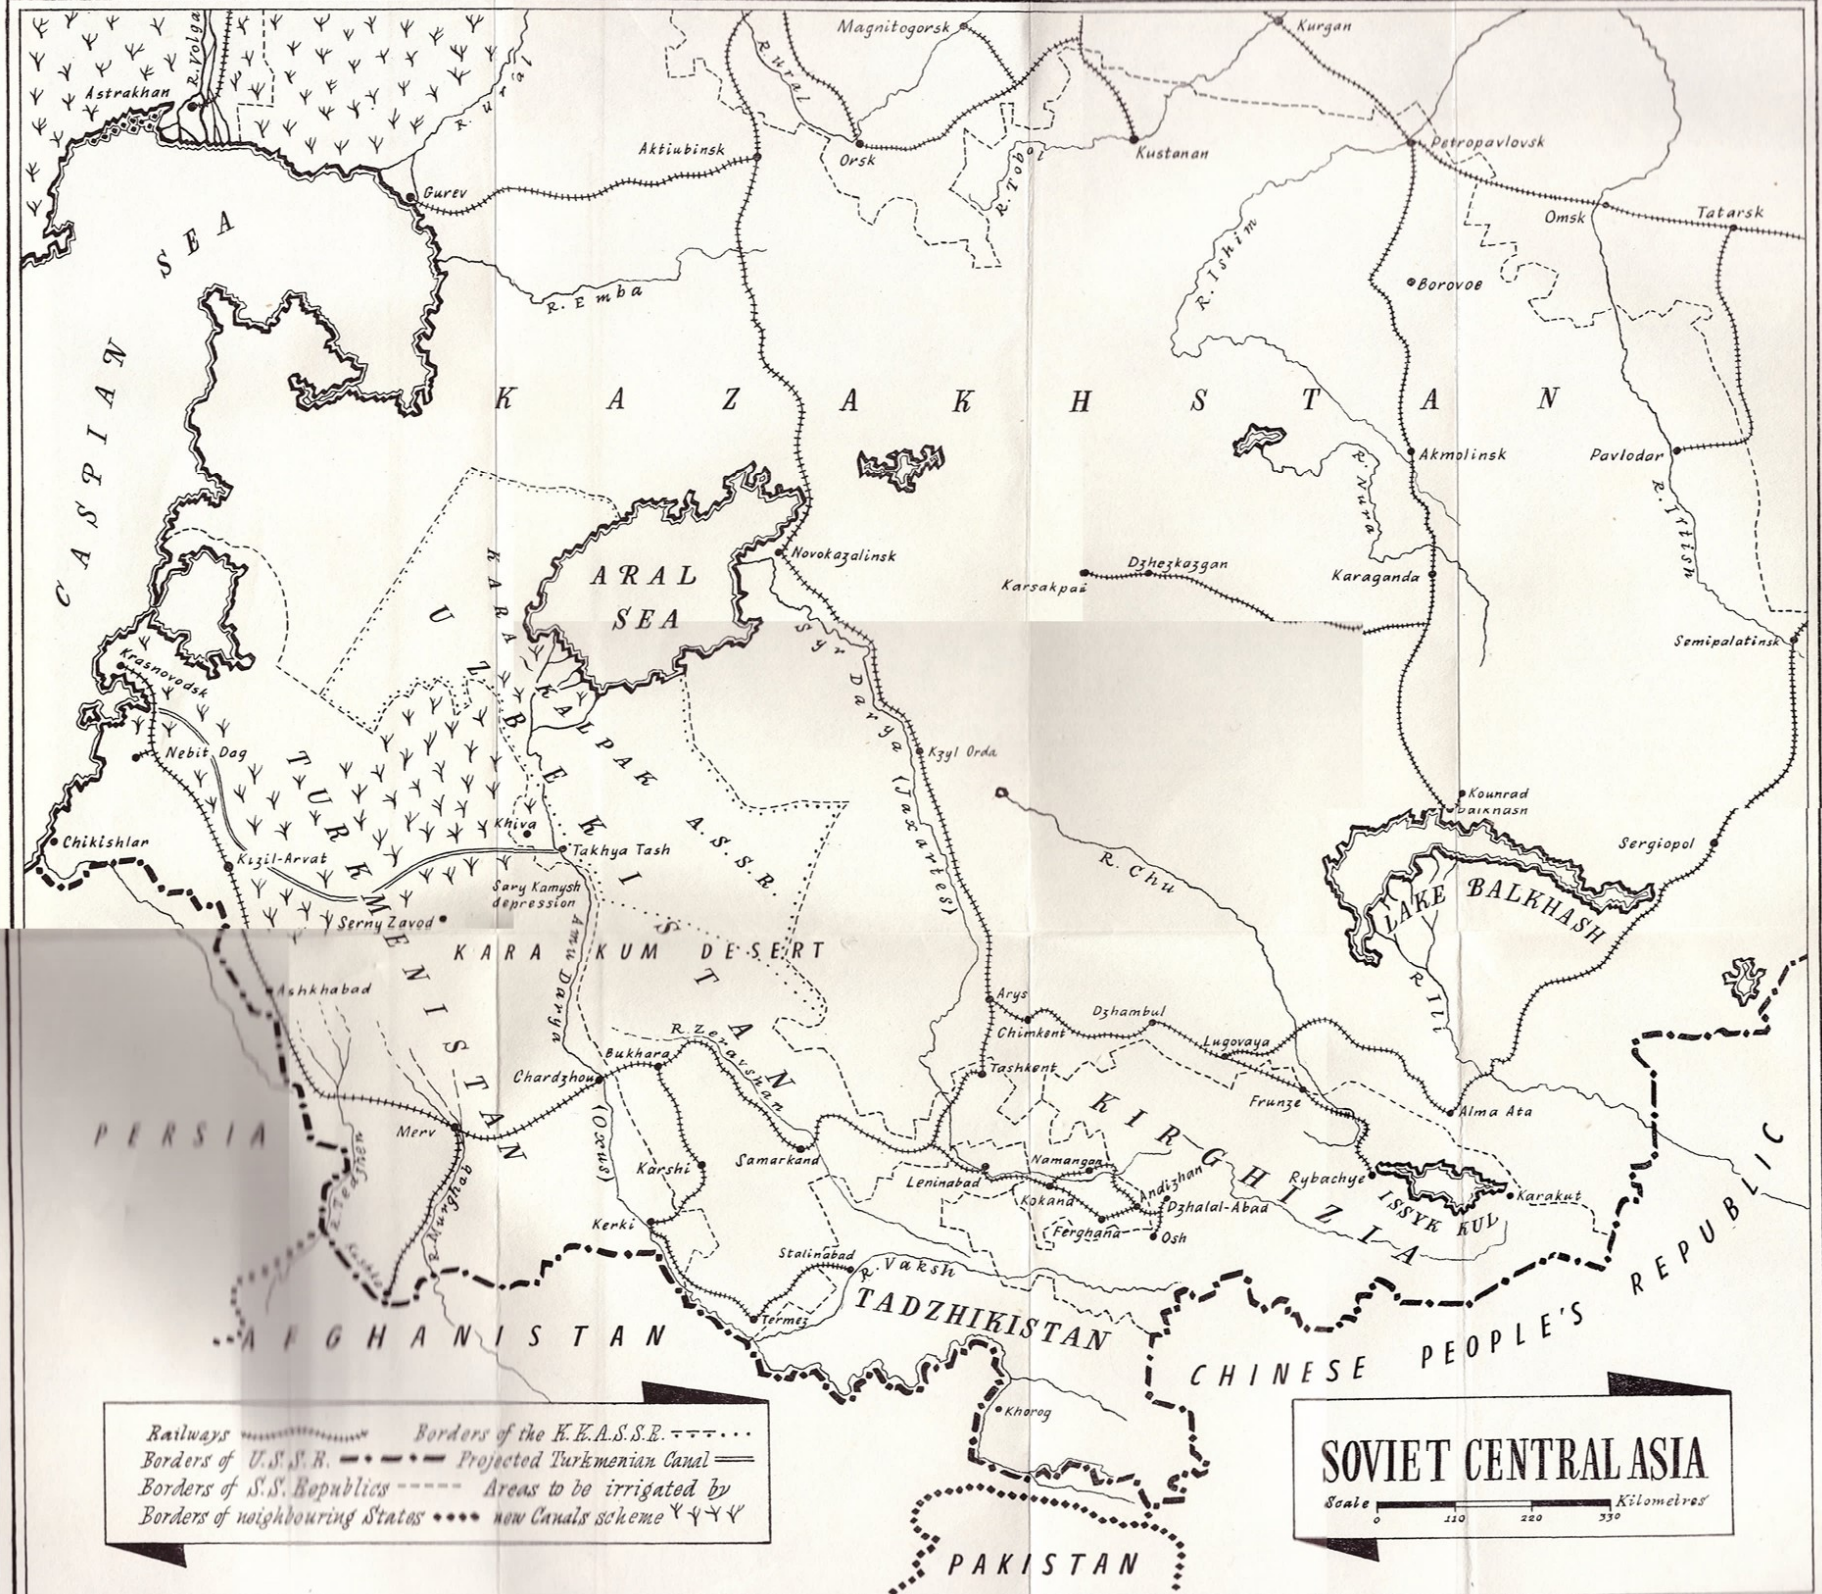 R. Volga
Astrakhan
R. Ural
Magnitogorsk
R. Ural
Kurgan
Aktiubinsk
Orsk
R. Tobol
Kustanan
Petropavlovsk
Gurev
Omsk
Tatarsk
R. Emba
R. Ishim
Borovoe
CASPIAN SEA
KAZAKHSTAN
Akmolinsk
Pavlodar
R. Nura
R. Irtish
Novokazalinsk
ARAL
SEA
Dzhezkazgan
Karsakpai
Karaganda
Semipalatinsk
Syr Darya (Jaxartes)
KARA KALPAK A.S.S.R.
UZBEKISTAN
Krasnovodsk
Nebit Dag
Kzyl Orda
Kounrad
Balkhash
TURKMENISTAN
Khiva
Chikishlar
Kizil-Arvat
Takhya Tash
R. Chu
Sergiopol
LAKE BALKHASH
Sary Kamysh
depression
Serny Zavod
KARA KUM DESERT
Amu Darya
(Oxus)
R. Ili
Ashkhabad
Arys
Chimkent
Dzhambul
Lugovaya
R. Zeravshan
Bukhara
Chardzhou
Tashkent
Frunze
Alma Ata
PERSIA
Merv
KIRGHIZIA
Karshi
Samarkand
Leninabad
Namangan
Kokand
Andizhan
Dzhalal-Abad
Rybachye
ISSYK KUL
Karakut
R. Tedzhen
R. Murghab
Kushka
Kerki
Ferghana
Osh
Stalinabad
R. Vaksh
Termez
TADZHIKISTAN
AFGHANISTAN
CHINESE PEOPLE'S REPUBLIC
Khorog
PAKISTAN
Railways Borders of the K.K.A.S.S.R.
Borders of U.S.S.R. Projected Turkmenian Canal
Borders of S.S. Republics Areas to be irrigated by
Borders of neighbouring States new Canals scheme
SOVIET CENTRAL ASIA
Scale Kilometres
0 110 220 330